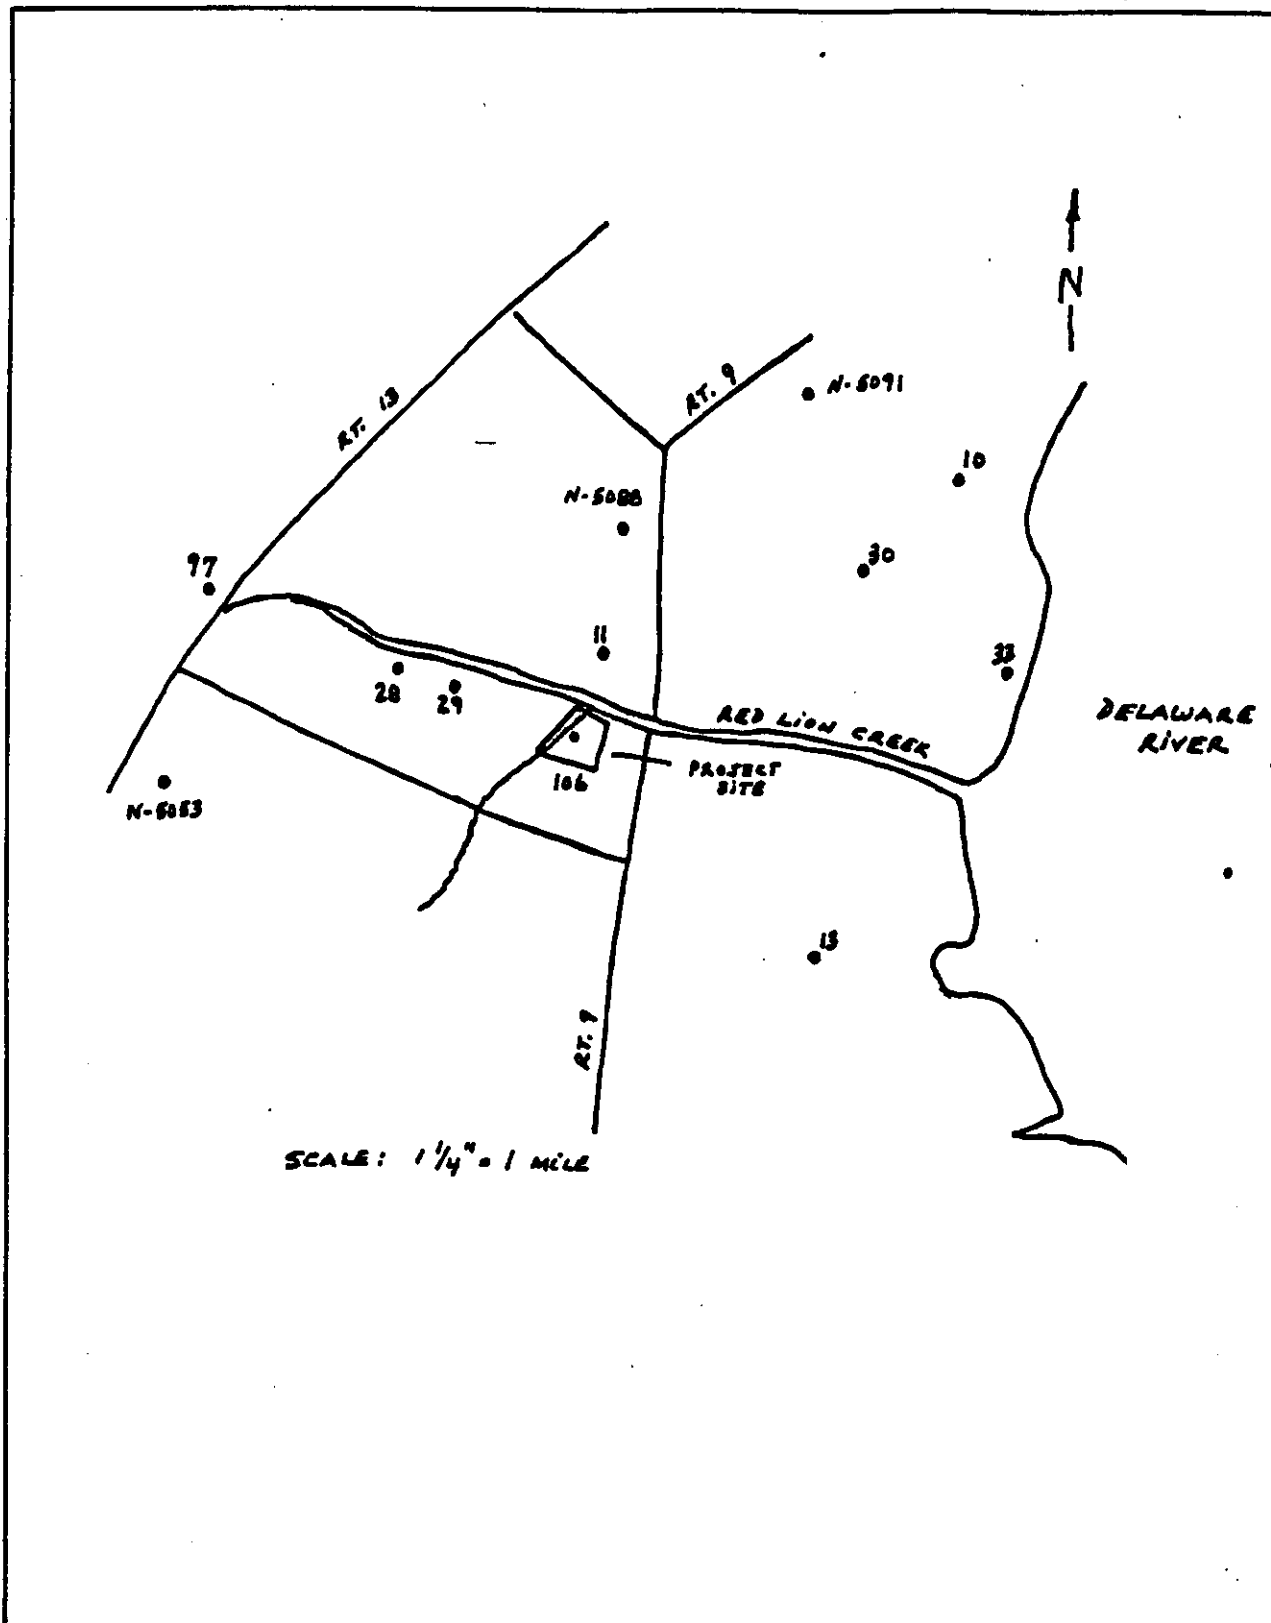 N
RT. 13
RT. 9
N-5091
10
N-5088
30
97
11
33
28
29
RED LION CREEK
DELAWARE
RIVER
PROJECT
SITE
106
N-5053
15
RT. 9
SCALE: 1 1/4" = 1 MILE